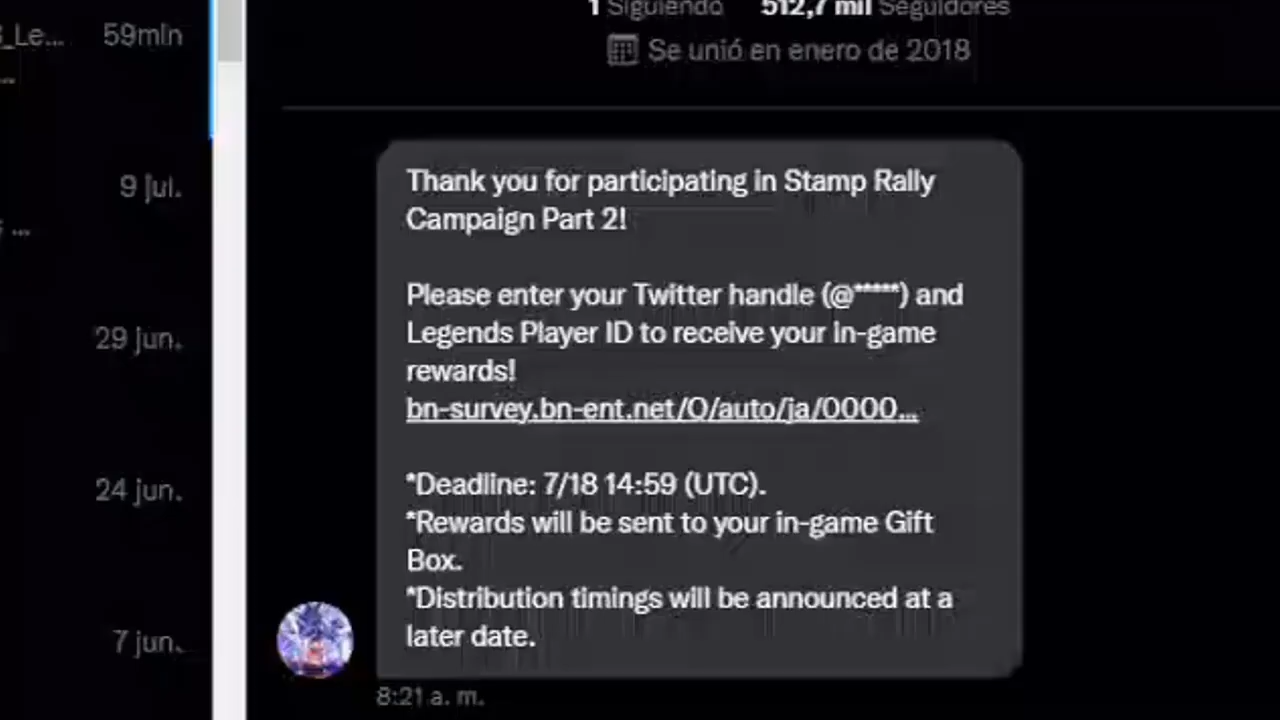 1 Siguiendo 512,7 mil Seguidores
_Le... 59min
Se unió en enero de 2018
...
Thank you for participating in Stamp Rally
9 jul.
Campaign Part 2!
...
Please enter your Twitter handle (@*****) and
Legends Player ID to receive your in-game
29 jun.
rewards!
bn-survey.bn-ent.net/O/auto/ja/0000...
*Deadline: 7/18 14:59 (UTC).
24 jun.
*Rewards will be sent to your in-game Gift
Box.
*Distribution timings will be announced at a
later date.
7 jun.
8:21 a. m.